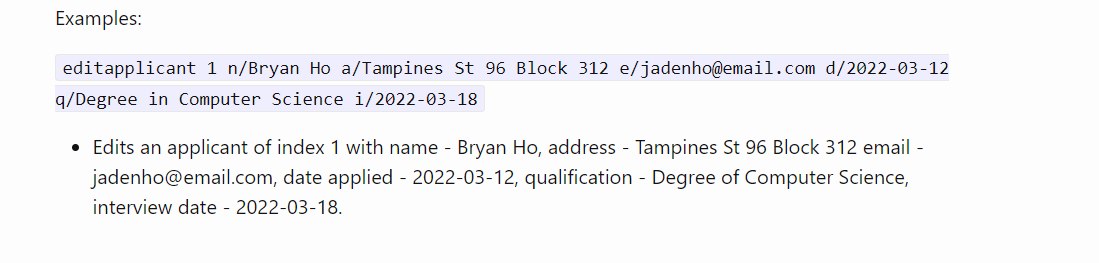 Examples:
editapplicant 1 n/Bryan Ho a/Tampines St 96 Block 312 e/jadenho@email.com d/2022-03-12
q/Degree in Computer Science i/2022-03-18
• Edits an applicant of index 1 with name - Bryan Ho, address - Tampines St 96 Block 312 email -
jadenho@email.com, date applied - 2022-03-12, qualification - Degree of Computer Science,
interview date - 2022-03-18.